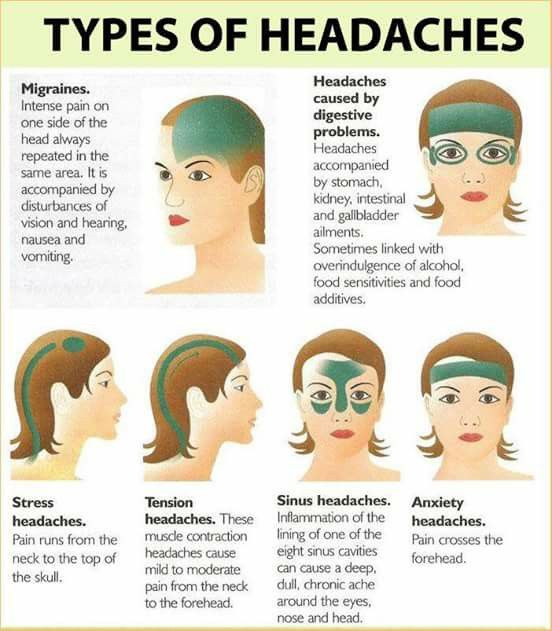 TYPES OF HEADACHES
Migraines.
Intense pain on
one side of the
head always
repeated in the
same area. It is
accompanied by
disturbances of
vision and hearing,
nausea and
vomiting.
Headaches
caused by
digestive
problems.
Headaches
accompanied
by stomach,
kidney, intestinal
and gallbladder
ailments.
Sometimes linked with
overindulgence of alcohol,
food sensitivities and food
additives.
Stress
headaches.
Pain runs from the
neck to the top of
the skull.
Tension
headaches. These
muscle contraction
headaches cause
mild to moderate
pain from the neck
to the forehead.
Sinus headaches.
Inflammation of the
lining of one of the
eight sinus cavities
can cause a deep,
dull, chronic ache
around the eyes,
nose and head.
Anxiety
headaches.
Pain crosses the
forehead.